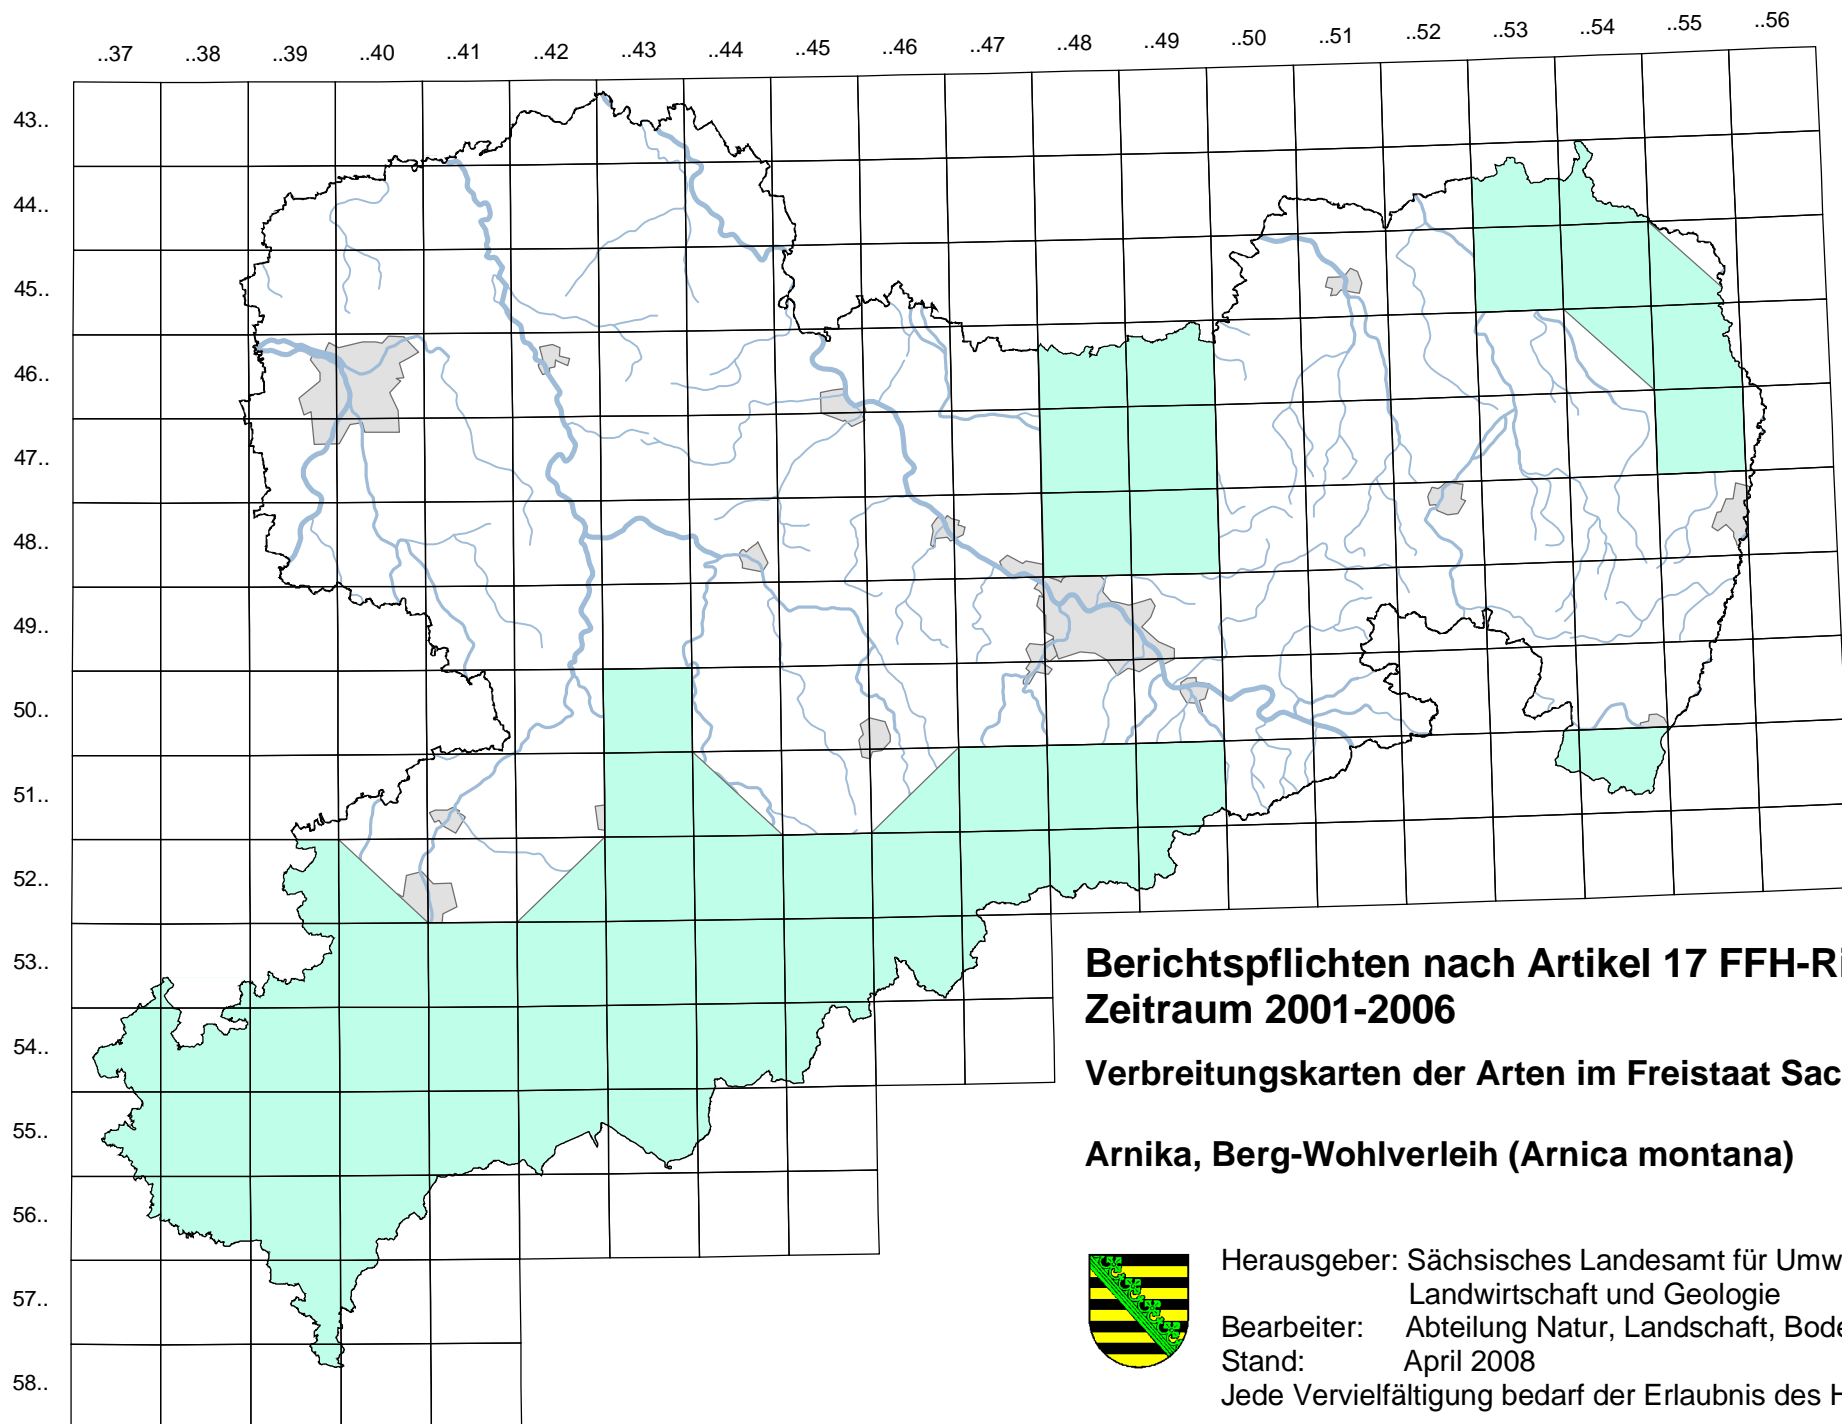 ..37 ..38 ..39 ..40 ..41 ..42 ..43 ..44 ..45 ..46 ..47 ..48 ..49 ..50 ..51 ..52 ..53 ..54 ..55 ..56
43..
44..
45..
46..
47..
48..
49..
50..
51..
52..
53..
54..
55..
56..
57..
58..
Berichtspflichten nach Artikel 17 FFH-Ri
Zeitraum 2001-2006
Verbreitungskarten der Arten im Freistaat Sac
Arnika, Berg-Wohlverleih (Arnica montana)
Herausgeber: Sächsisches Landesamt für Umw
Landwirtschaft und Geologie
Bearbeiter: Abteilung Natur, Landschaft, Bode
Stand: April 2008
Jede Vervielfältigung bedarf der Erlaubnis des H